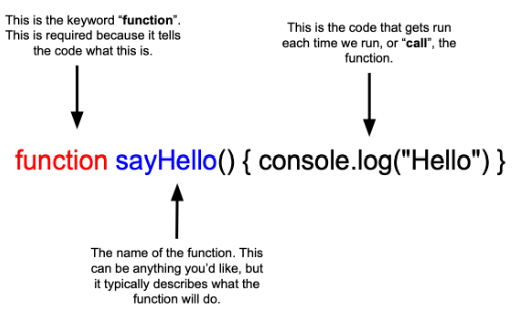 This is the keyword “function”.
This is required because it tells
the code what this is.
This is the code that gets run
each time we run, or “call”, the
function.
function sayHello() { console.log("Hello") }
The name of the function. This
can be anything you’d like, but
it typically describes what the
function will do.